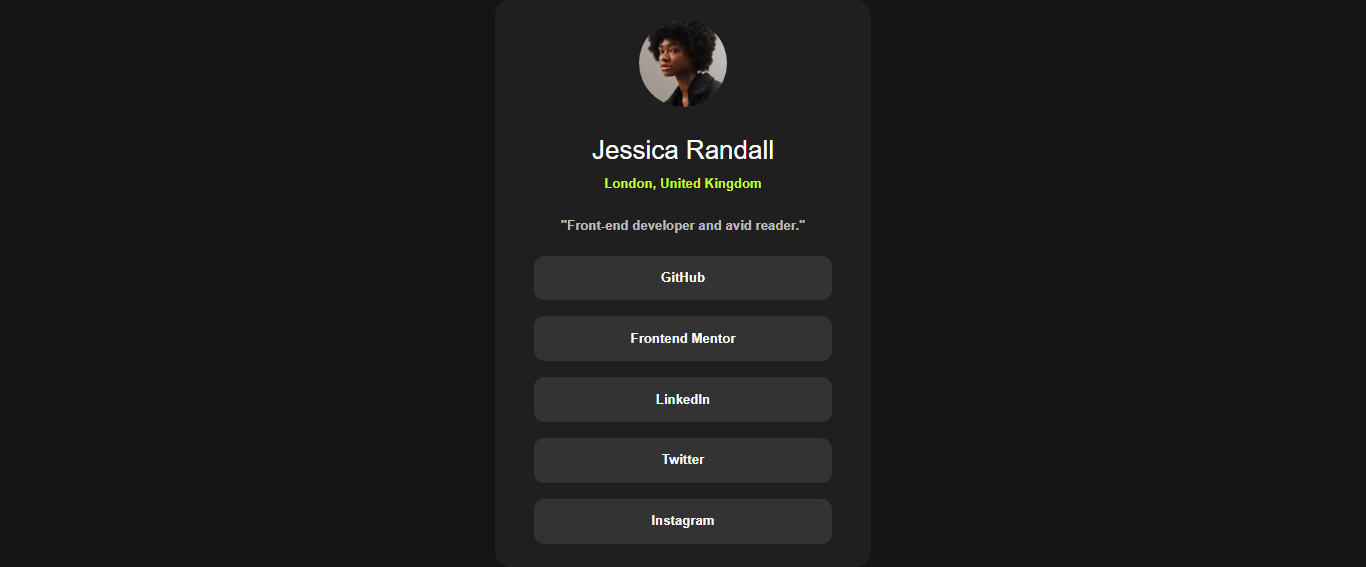 Jessica Randall
London, United Kingdom
"Front-end developer and avid reader."
GitHub
Frontend Mentor
LinkedIn
Twitter
Instagram